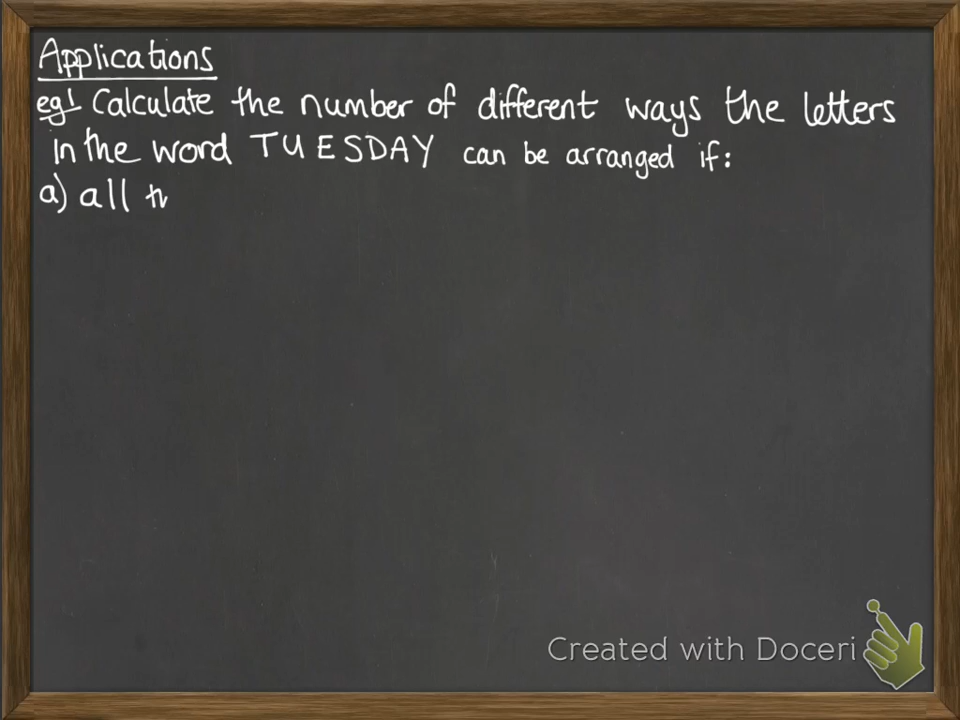 Applications
eg1 Calculate the number of different ways the letters
in the word TUESDAY can be arranged if:
a) all
Created with Doceri